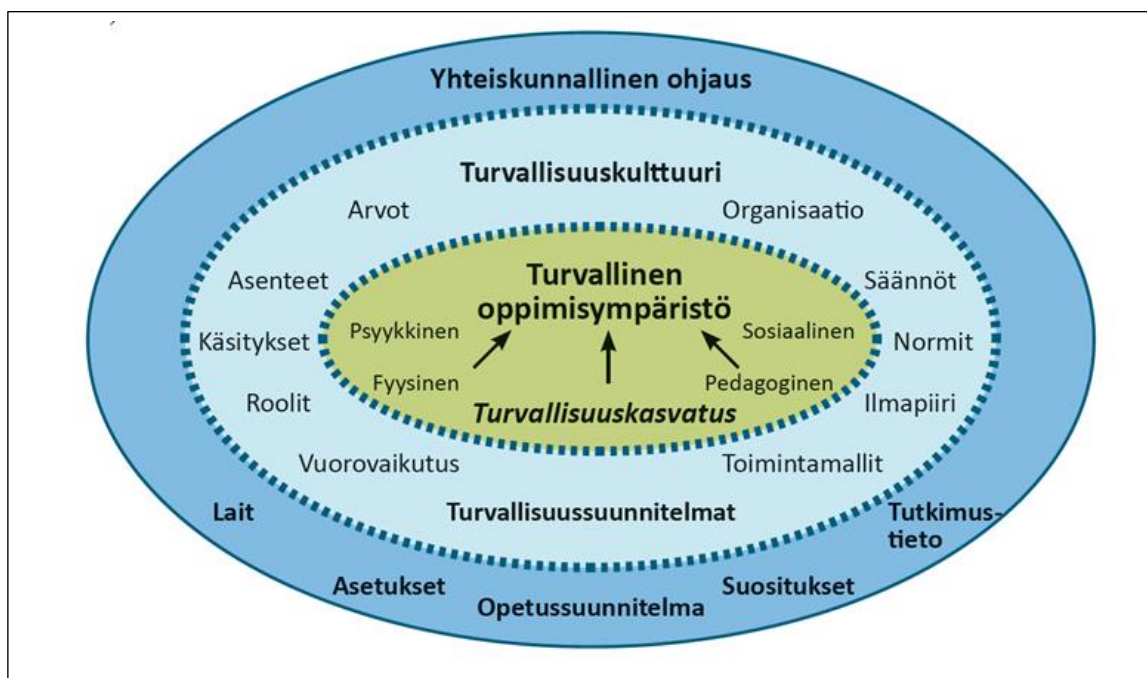 Yhteiskunnallinen ohjaus
Turvallisuuskulttuuri
Arvot
Organisaatio
Asenteet
Turvallinen
oppimisympäristö
Säännöt
Käsitykset
Psyykkinen
Sosiaalinen
Normit
Roolit
Fyysinen
Pedagoginen
Ilmapiiri
Turvallisuuskasvatus
Vuorovaikutus
Toimintamallit
Lait
Turvallisuussuunnitelmat
Tutkimus-
tieto
Asetukset
Opetussuunnitelma
Suositukset